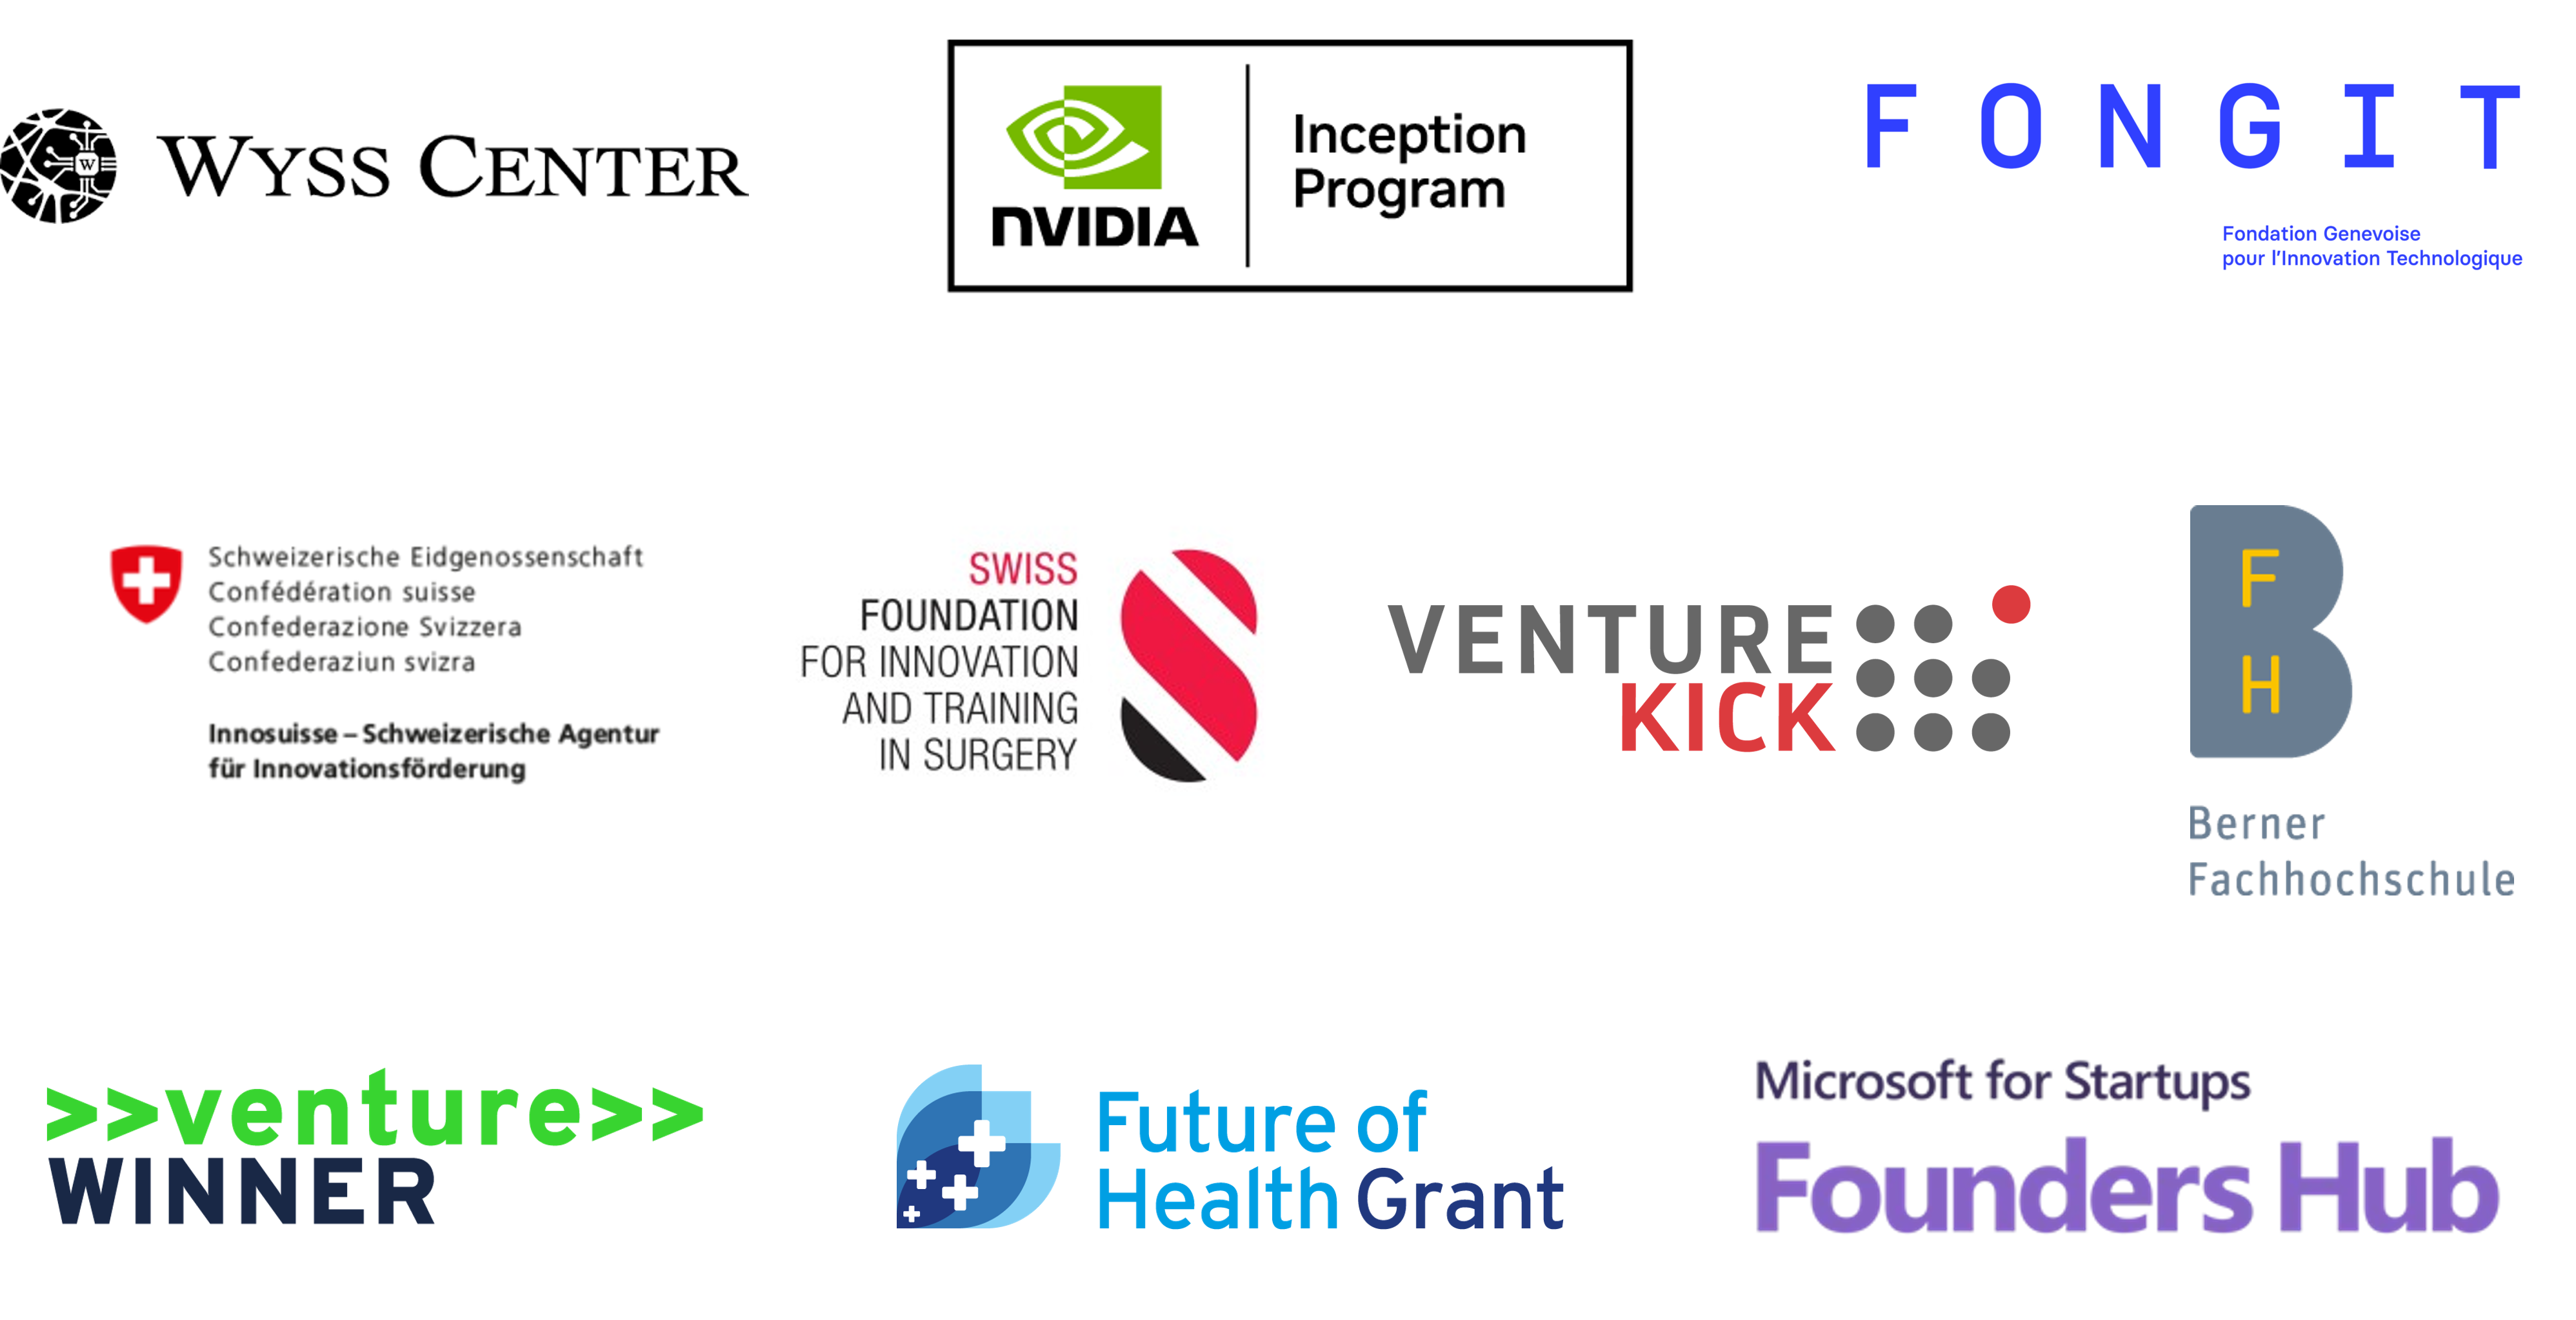 W
WYSS CENTER
NVIDIA
Inception
Program
FONGIT
Fondation Genevoise
pour l'Innovation Technologique
Schweizerische Eidgenossenschaft
Confédération suisse
Confederazione Svizzera
Confederaziun svizra
Innosuisse – Schweizerische Agentur
für Innovationsförderung
SWISS
FOUNDATION
FOR INNOVATION
AND TRAINING
IN SURGERY
VENTURE
KICK
F
H
Berner
Fachhochschule
>>venture>>
WINNER
Future of
Health Grant
Microsoft for Startups
Founders Hub